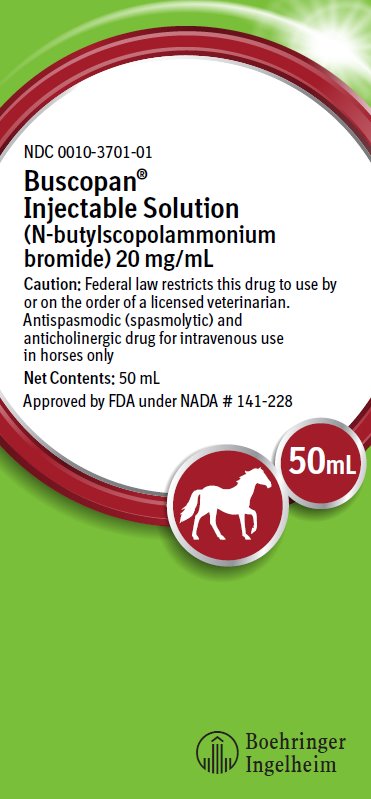 NDC 0010-3701-01
Buscopan®
Injectable Solution
(N-butylscopolammonium
bromide) 20 mg/mL
Caution: Federal law restricts this drug to use by
or on the order of a licensed veterinarian.
Antispasmodic (spasmolytic) and
anticholinergic drug for intravenous use
in horses only
Net Contents: 50 mL
Approved by FDA under NADA # 141-228
50mL
Boehringer
Ingelheim